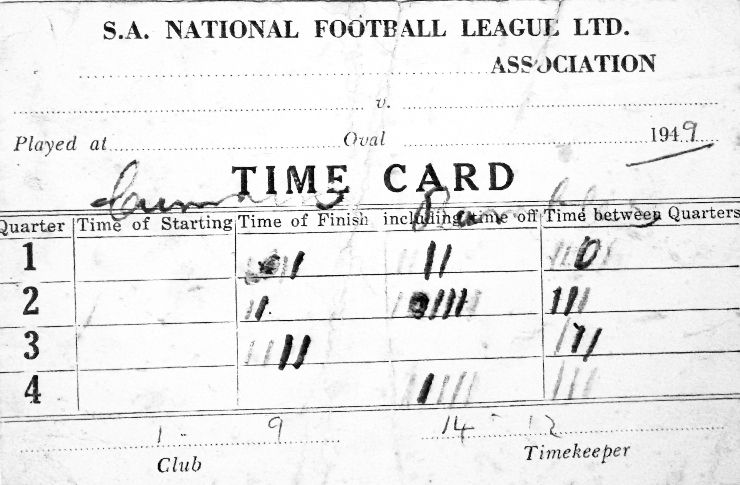 S.A. NATIONAL FOOTBALL LEAGUE LTD.
ASSOCIATION
v.
Played at Oval 1949
TIME CARD
Quarter Time of Starting Time of Finish including time off Time between Quarters
1
2
3
4
1 - 9 14 - 12
Club Timekeeper